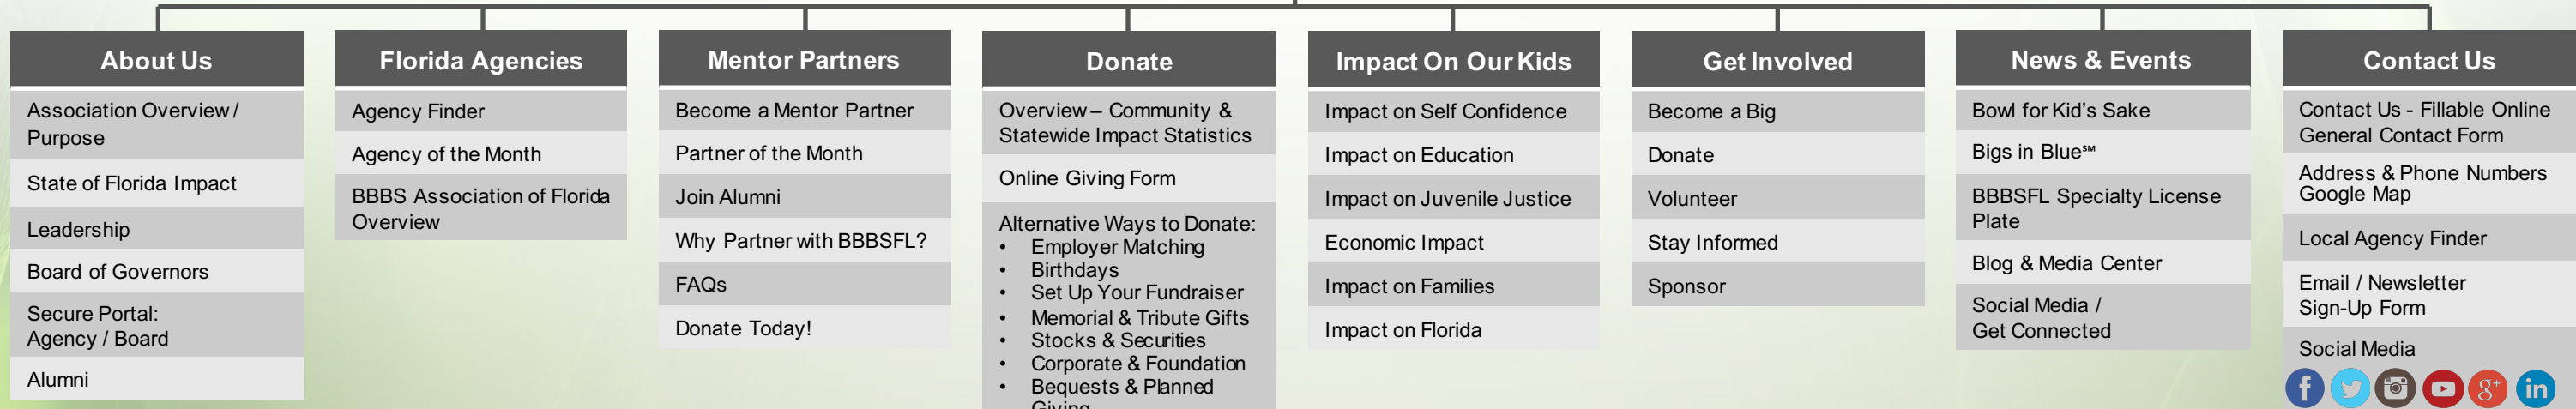 About Us
Association Overview /
Purpose
State of Florida Impact
Leadership
Board of Governors
Secure Portal:
Agency / Board
Alumni
Florida Agencies
Agency Finder
Agency of the Month
BBBS Association of Florida
Overview
Mentor Partners
Become a Mentor Partner
Partner of the Month
Join Alumni
Why Partner with BBBSFL?
FAQs
Donate Today!
Donate
Overview – Community &
Statewide Impact Statistics
Online Giving Form
Alternative Ways to Donate:
• Employer Matching
• Birthdays
• Set Up Your Fundraiser
• Memorial & Tribute Gifts
• Stocks & Securities
• Corporate & Foundation
• Bequests & Planned
Giving
Impact On Our Kids
Impact on Self Confidence
Impact on Education
Impact on Juvenile Justice
Economic Impact
Impact on Families
Impact on Florida
Get Involved
Become a Big
Donate
Volunteer
Stay Informed
Sponsor
News & Events
Bowl for Kid's Sake
Bigs in Blue℠
BBBSFL Specialty License
Plate
Blog & Media Center
Social Media /
Get Connected
Contact Us
Contact Us - Fillable Online
General Contact Form
Address & Phone Numbers
Google Map
Local Agency Finder
Email / Newsletter
Sign-Up Form
Social Media